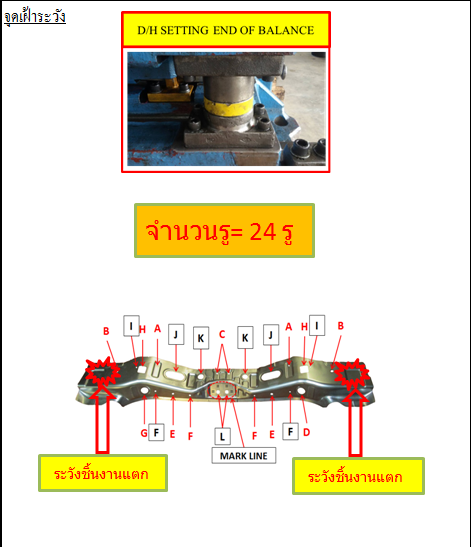 จุดเฝ้าระวัง
D/H SETTING END OF BALANCE
จำนวนรู= 24 รู
B I H A J K C K J A H I B
G F E F L F E F D
MARK LINE
ระวังชิ้นงานแตก
ระวังชิ้นงานแตก